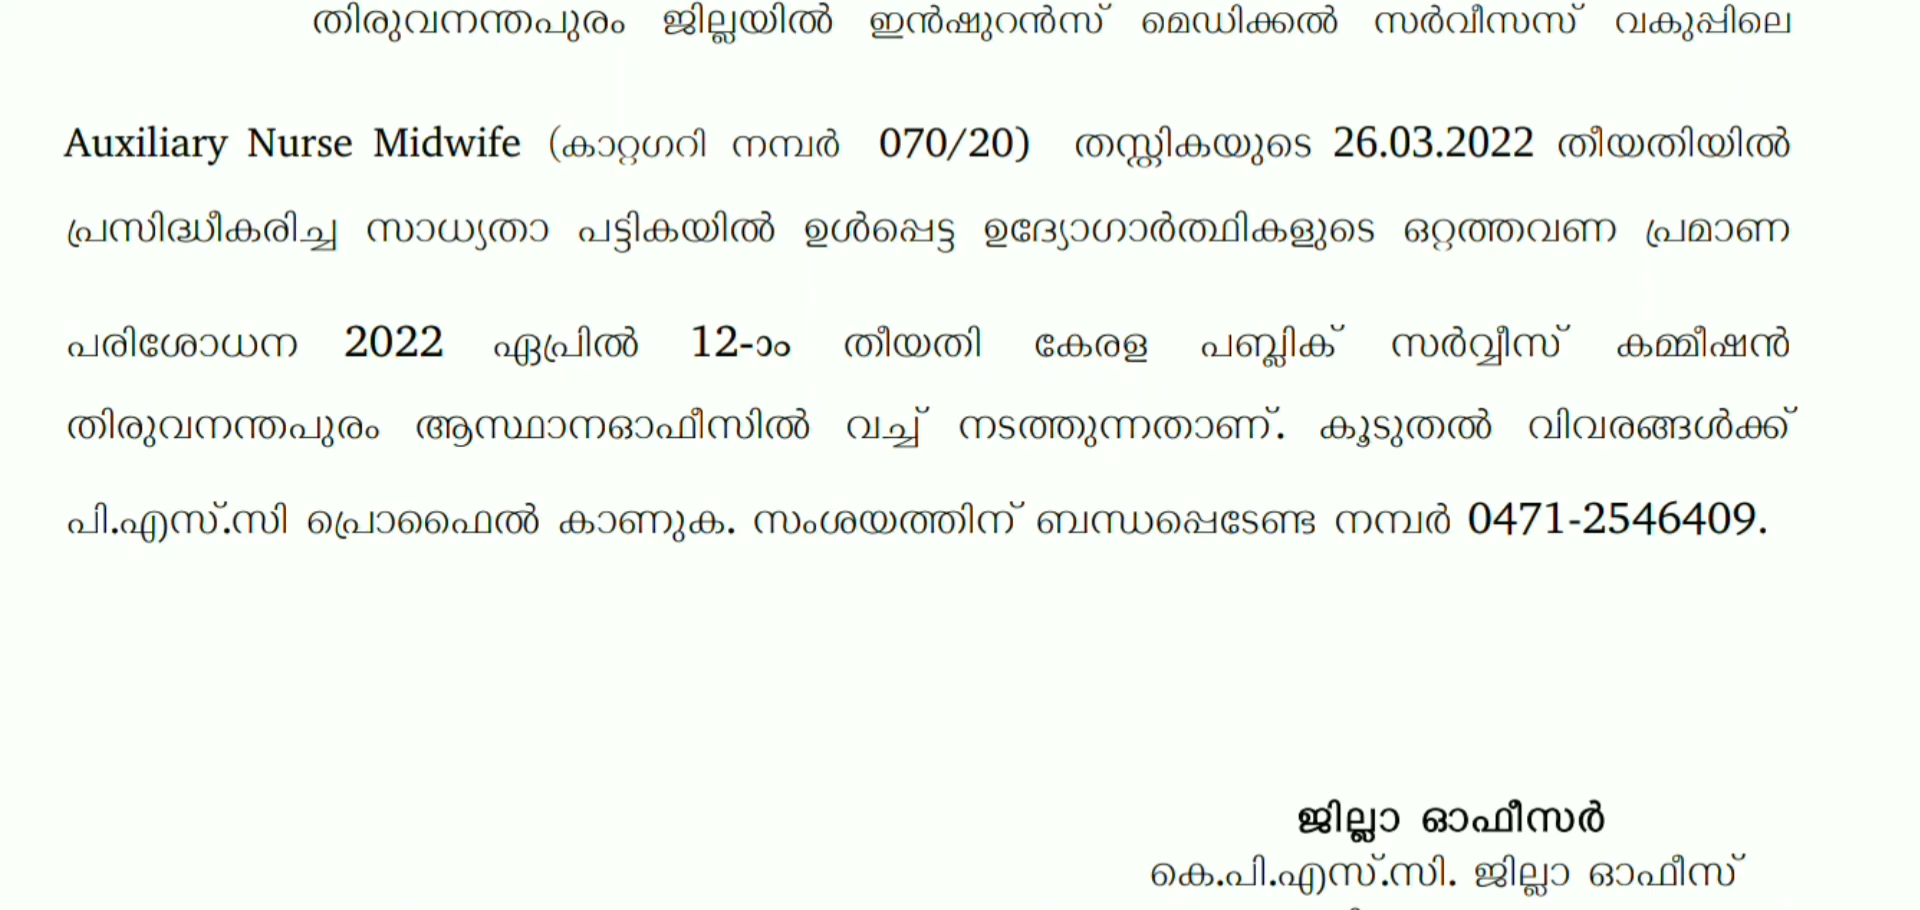 തിരുവനന്തപുരം ജില്ലയിൽ ഇൻഷുറൻസ് മെഡിക്കൽ സർവീസസ് വകുപ്പിലെ
Auxiliary Nurse Midwife (കാറ്റഗറി നമ്പർ 070/20) തസ്തികയുടെ 26.03.2022 തീയതിയിൽ
പ്രസിദ്ധീകരിച്ച സാധ്യതാ പട്ടികയിൽ ഉൾപ്പെട്ട ഉദ്യോഗാർത്ഥികളുടെ ഒറ്റത്തവണ പ്രമാണ
പരിശോധന 2022 ഏപ്രിൽ 12-ാം തീയതി കേരള പബ്ലിക് സർവ്വീസ് കമ്മീഷൻ
തിരുവനന്തപുരം ആസ്ഥാനഓഫീസിൽ വച്ച് നടത്തുന്നതാണ്. കൂടുതൽ വിവരങ്ങൾക്ക്
പി.എസ്.സി പ്രൊഫൈൽ കാണുക. സംശയത്തിന് ബന്ധപ്പെടേണ്ട നമ്പർ 0471-2546409.
ജില്ലാ ഓഫീസർ
കെ.പി.എസ്.സി. ജില്ലാ ഓഫീസ്